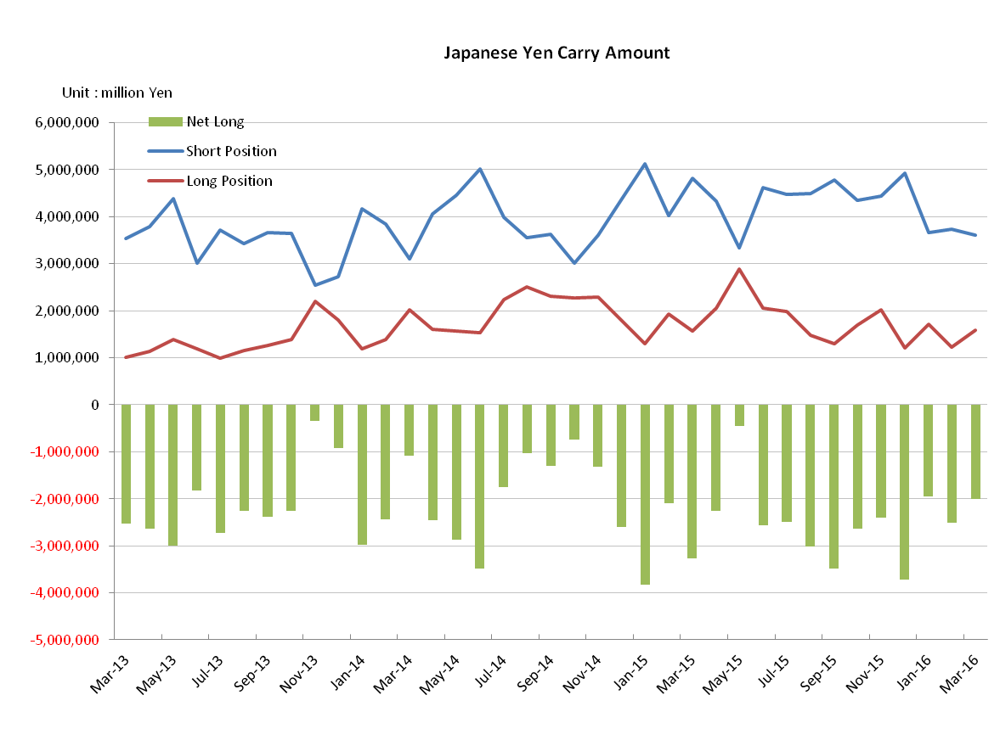 Japanese Yen Carry Amount
Unit : million Yen
Net Long
Short Position
Long Position
6,000,000
5,000,000
4,000,000
3,000,000
2,000,000
1,000,000
0
-1,000,000
-2,000,000
-3,000,000
-4,000,000
-5,000,000
Mar-13
May-13
Jul-13
Sep-13
Nov-13
Jan-14
Mar-14
May-14
Jul-14
Sep-14
Nov-14
Jan-15
Mar-15
May-15
Jul-15
Sep-15
Nov-15
Jan-16
Mar-16